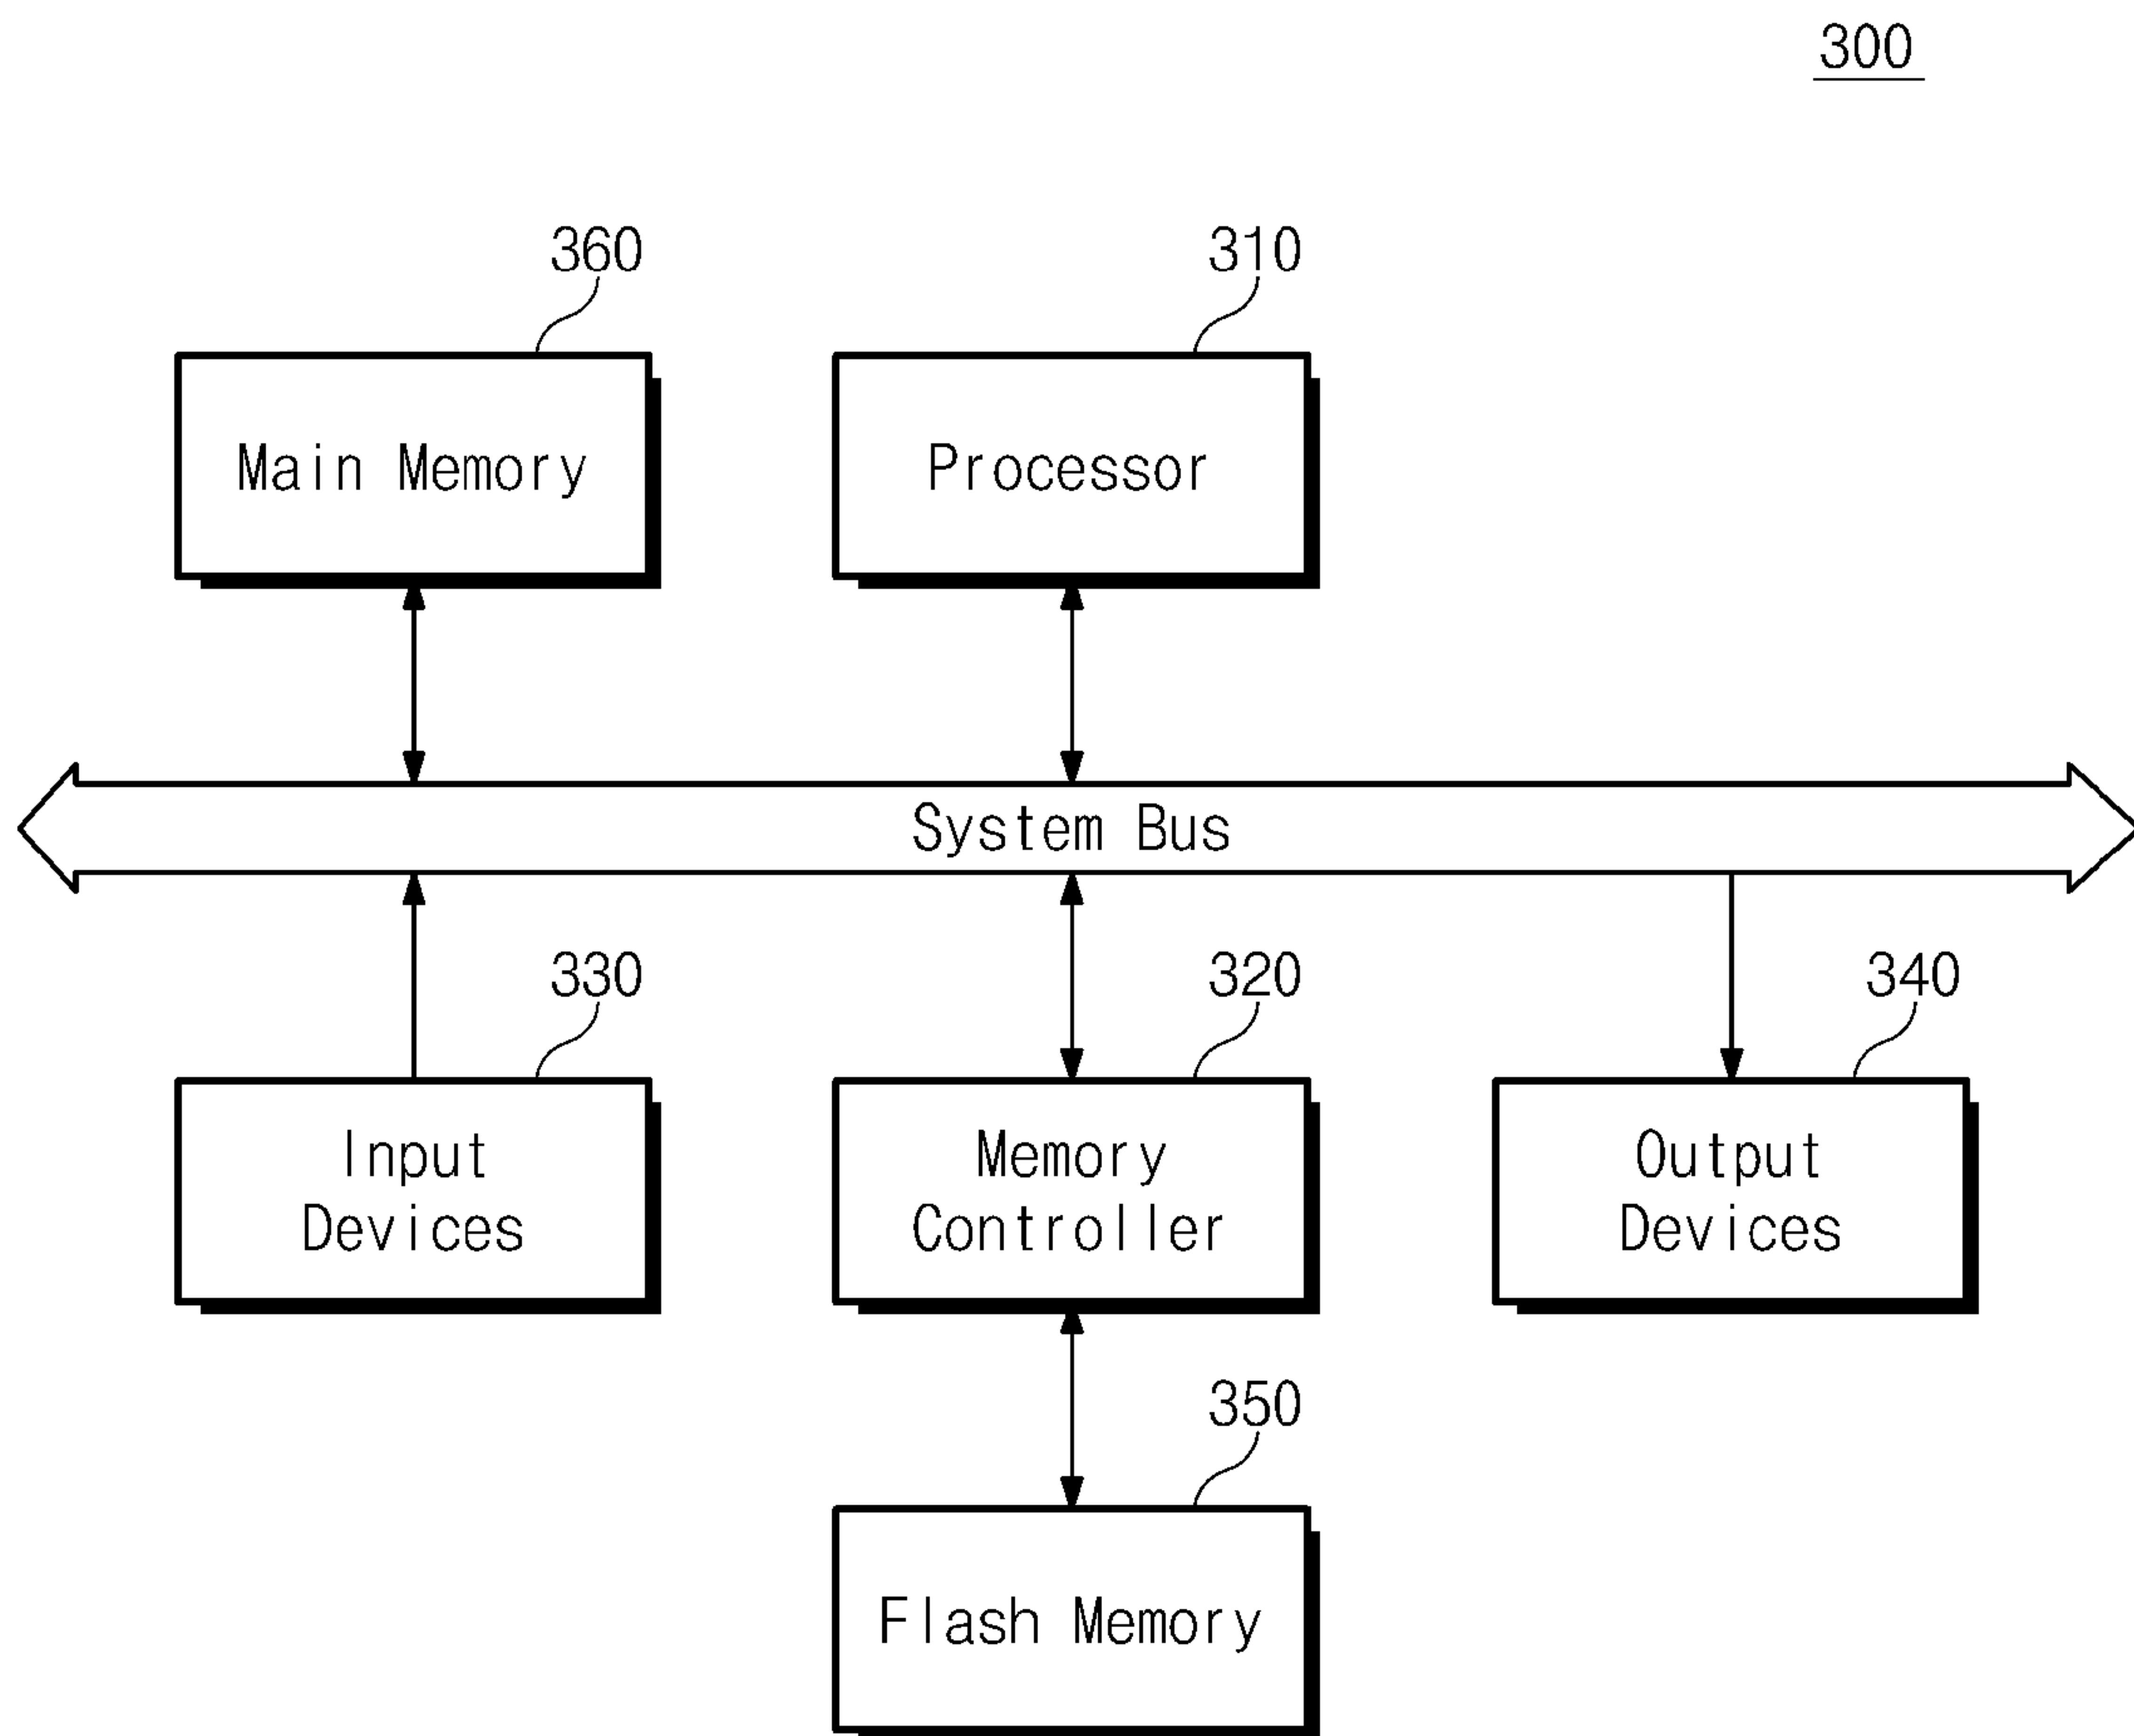 300
360
310
Main Memory
Processor
System Bus
330
320
340
Input
Devices
Memory
Controller
Output
Devices
350
Flash Memory